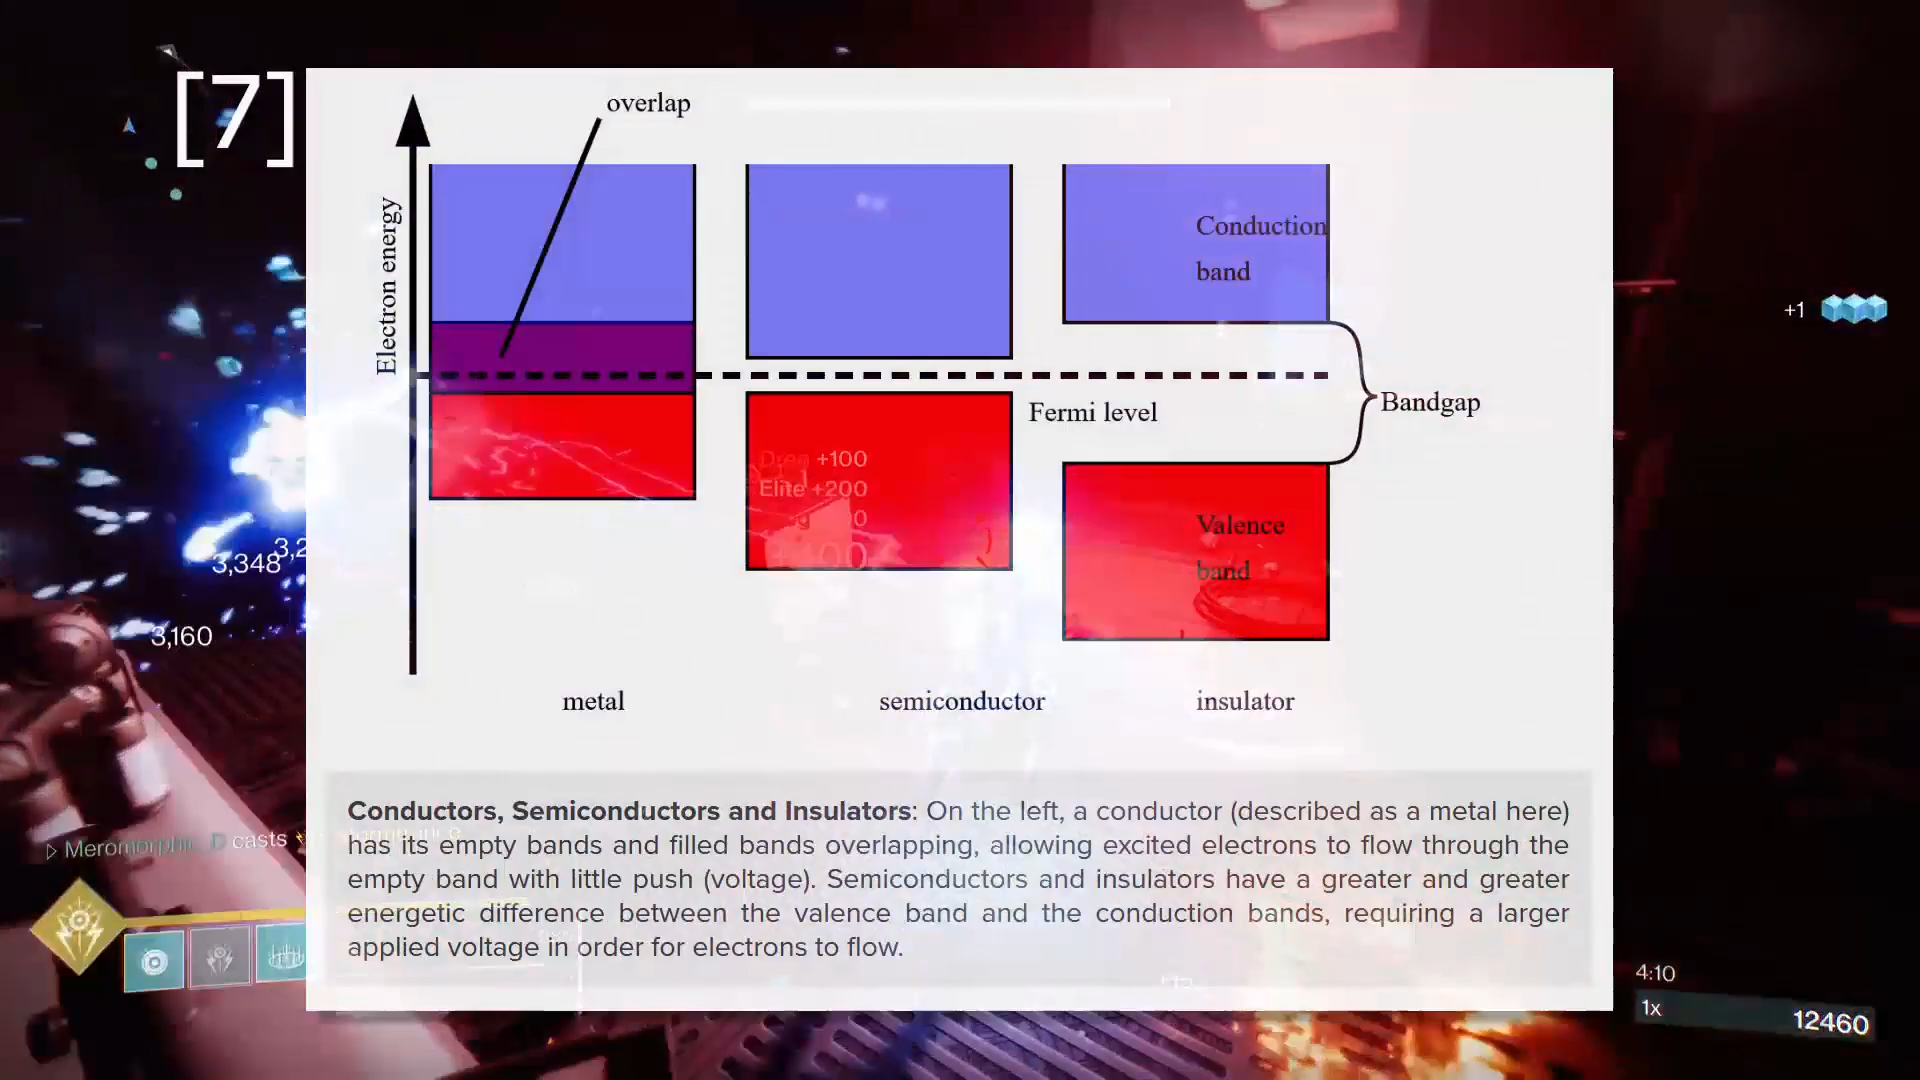 [7]
overlap
Electron energy
Conduction
band
+1
Bandgap
Fermi level
+100
Elite +200
Valence
band
3,348
3,160
metal
semiconductor
insulator
Conductors, Semiconductors and Insulators: On the left, a conductor (described as a metal here)
has its empty bands and filled bands overlapping, allowing excited electrons to flow through the
empty band with little push (voltage). Semiconductors and insulators have a greater and greater
energetic difference between the valence band and the conduction bands, requiring a larger
applied voltage in order for electrons to flow.
Meromorphic_D casts
4:10
1x
12460